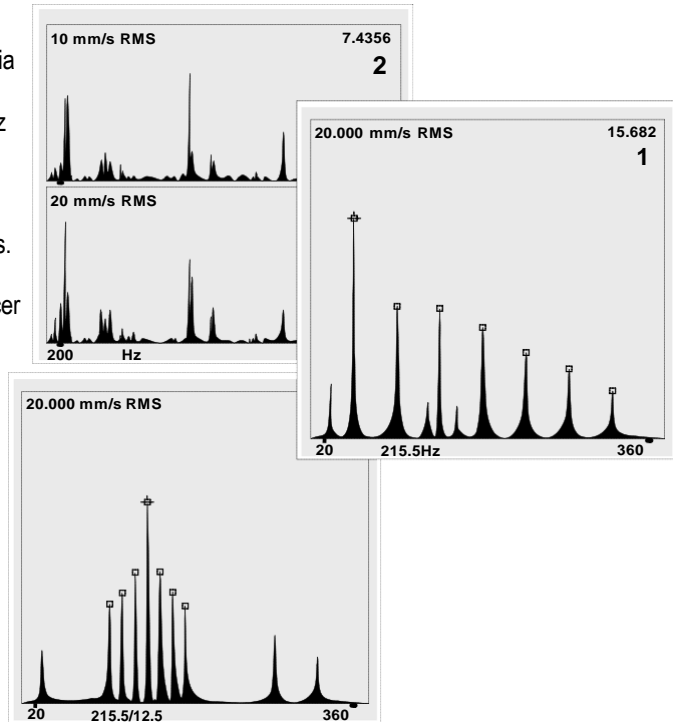 10 mm/s RMS 7.4356
2
20 mm/s RMS
200 Hz
20.000 mm/s RMS 15.682
1
20 215.5Hz 360
20.000 mm/s RMS
20 215.5/12.5 360